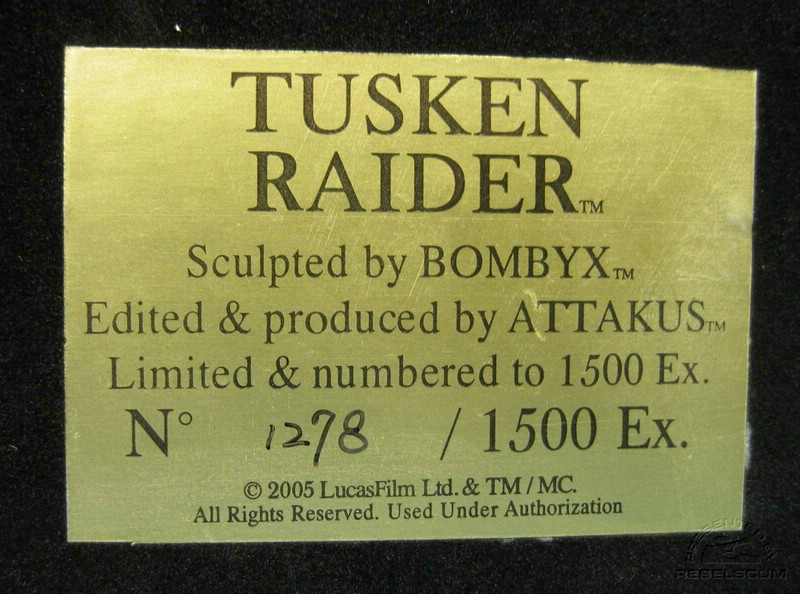 TUSKEN
RAIDER™
Sculpted by BOMBYX™
Edited & produced by ATTAKUS™
Limited & numbered to 1500 Ex.
N° 1278 / 1500 Ex.
© 2005 LucasFilm Ltd. & TM / MC.
All Rights Reserved. Used Under Authorization
REBELSCUM